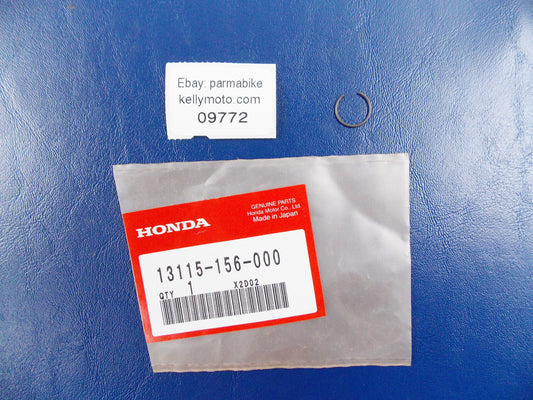 Ebay: parmabike
kellymoto.com
09772
HONDA
GENUINE PARTS
Honda Motor Co., Ltd.
Made in Japan
13115-156-000
QTY 1 X2D02